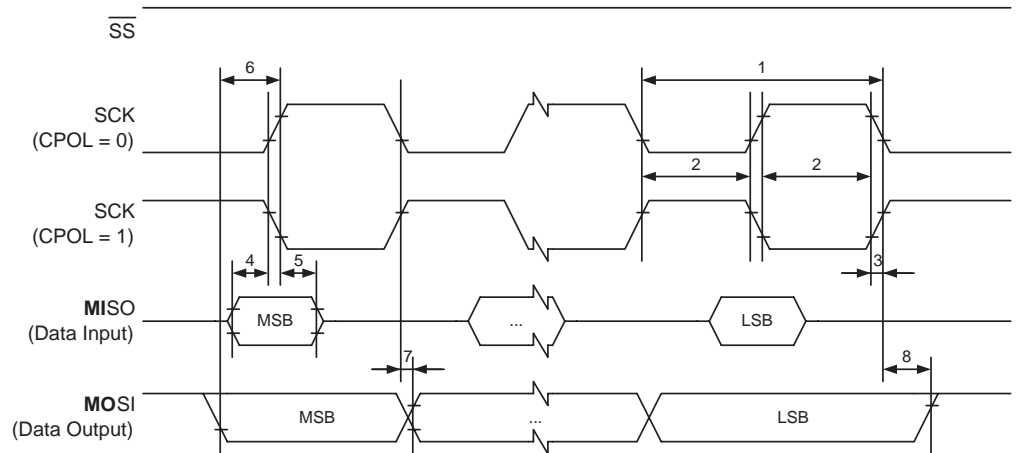 SS
6
1
SCK
(CPOL = 0)
2
2
SCK
(CPOL = 1)
4
5
3
MISO
(Data Input)
MSB
...
LSB
7
8
MOSI
(Data Output)
MSB
...
LSB